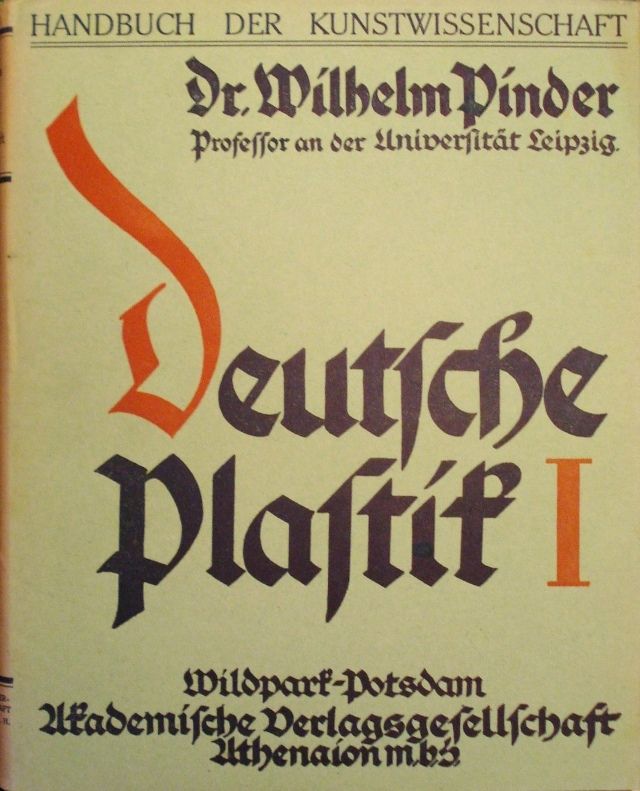 HANDBUCH DER KUNSTWISSENSCHAFT
Dr. Wilhelm Pinder
Profeſſor an der Univerſität Leipzig.
Deutſche
Plaſtik I
Wildpark-Potsdam
Akademiſche Verlagsgeſellſchaft
Athenaion m.b.H.